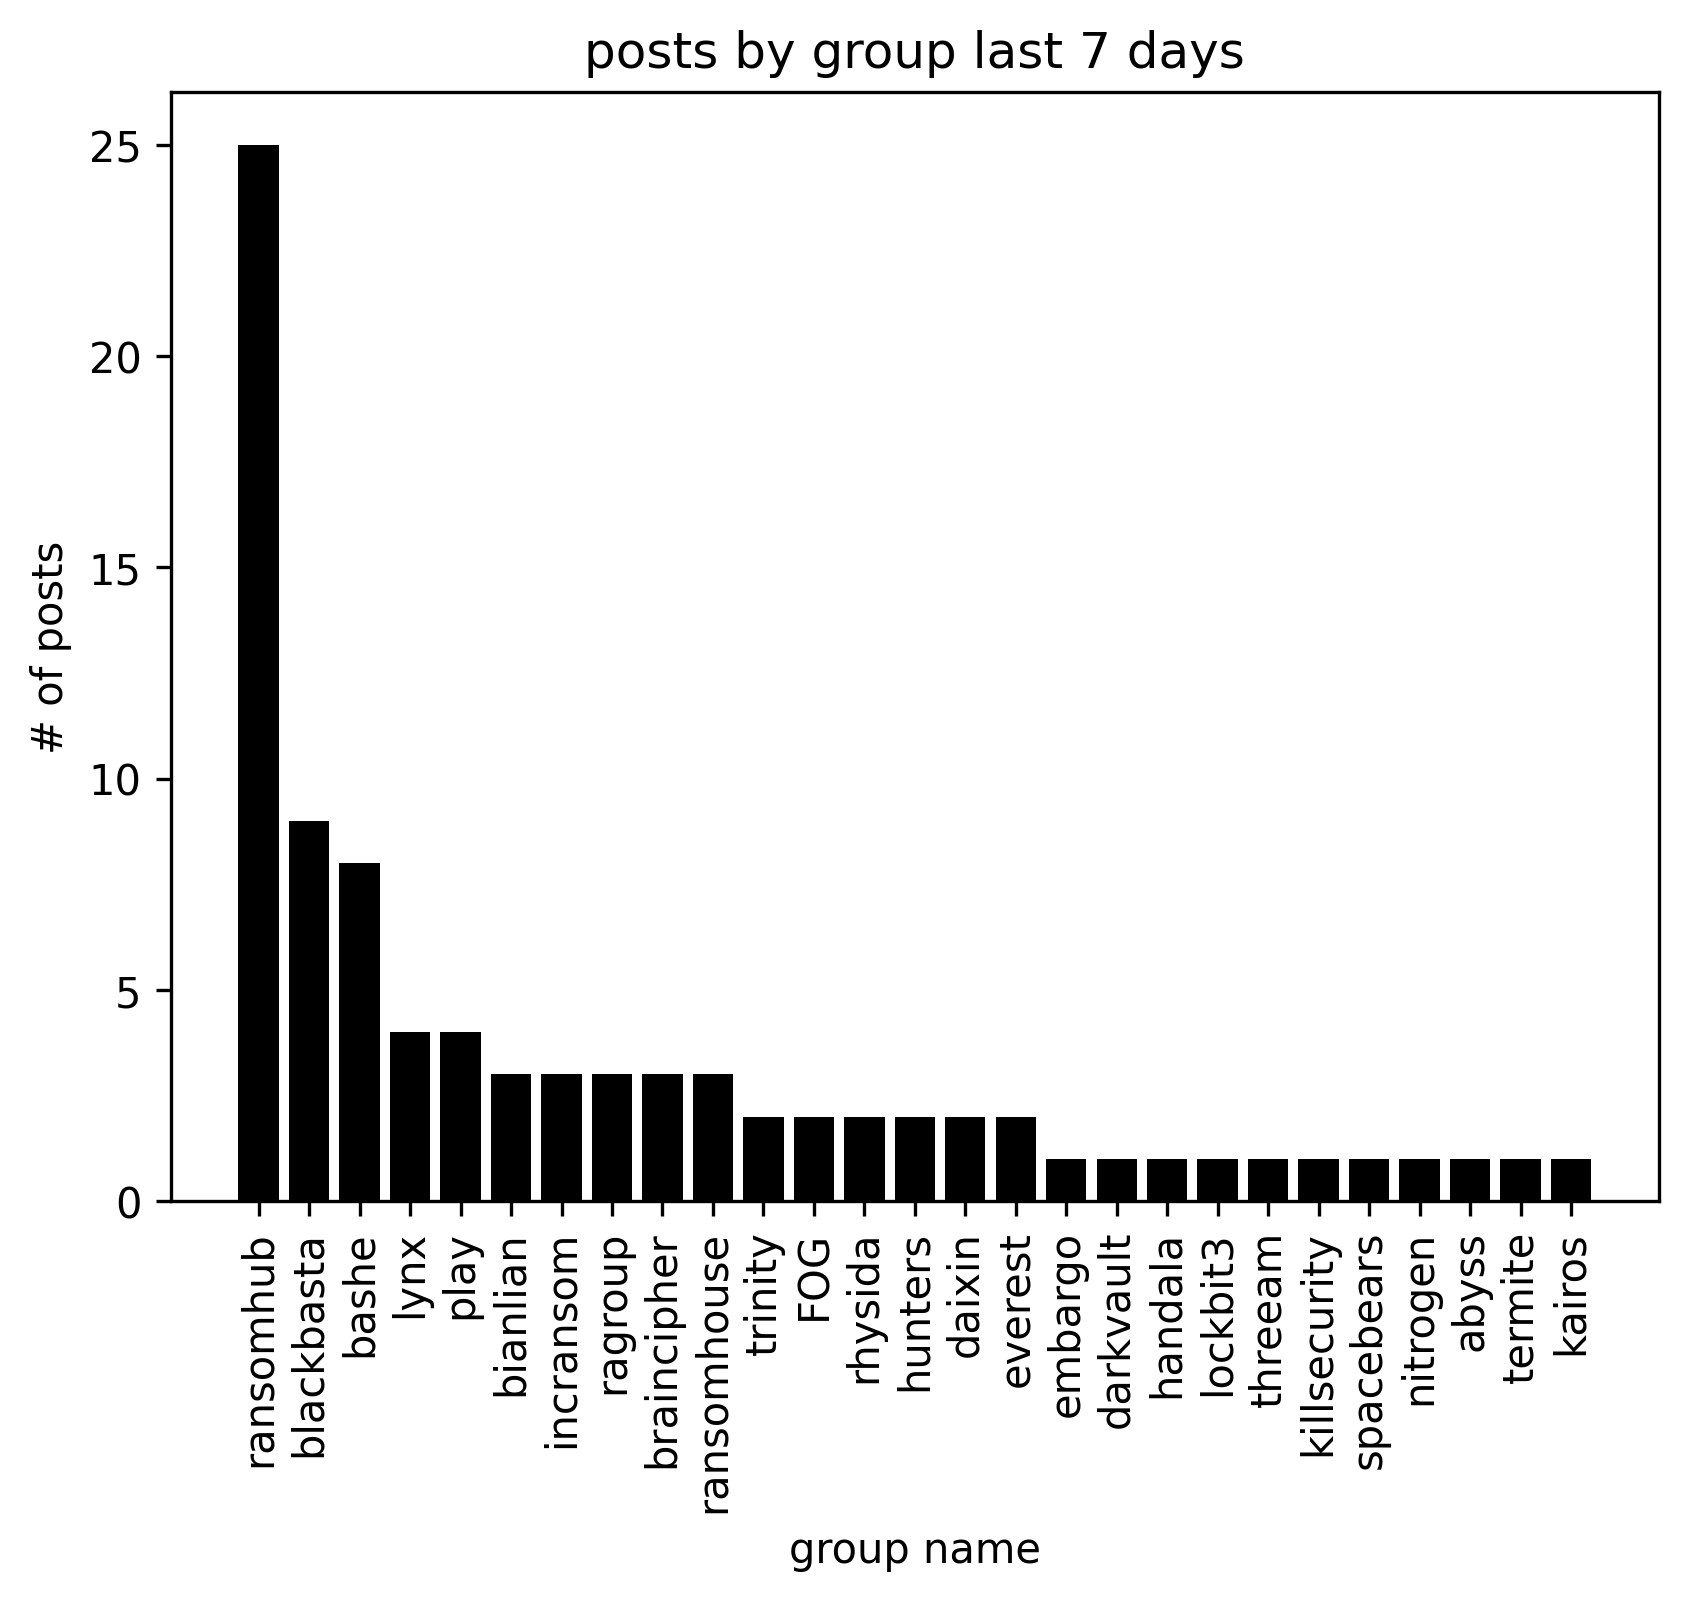 posts by group last 7 days
# of posts
25
20
15
10
5
0
ransomhub
blackbasta
bashe
lynx
play
bianlian
incransom
ragroup
braincipher
ransomhouse
trinity
FOG
rhysida
hunters
daixin
everest
embargo
darkvault
handala
lockbit3
threeam
killsecurity
spacebears
nitrogen
abyss
termite
kairos
group name